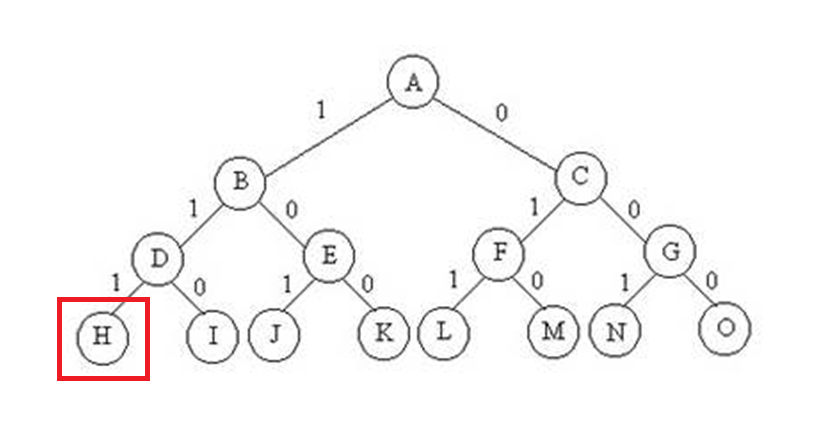 A
1 0
B C
1 0 1 0
D E F G
1 0 1 0 1 0 1 0
H I J K L M N O